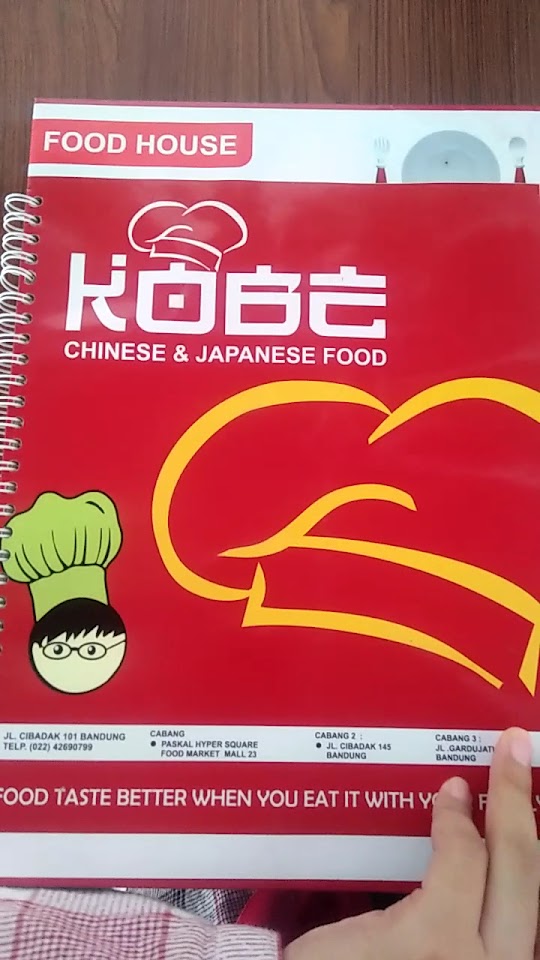 FOOD HOUSE
KOBE
CHINESE & JAPANESE FOOD
JL. CIBADAK 101 BANDUNG
TELP. (022) 42690799
CABANG
PASKAL HYPER SQUARE
FOOD MARKET MALL 23
CABANG 2 :
JL. CIBADAK 145
BANDUNG
CABANG 3 :
JL .GARDUJATI
BANDUNG
FOOD TASTE BETTER WHEN YOU EAT IT WITH